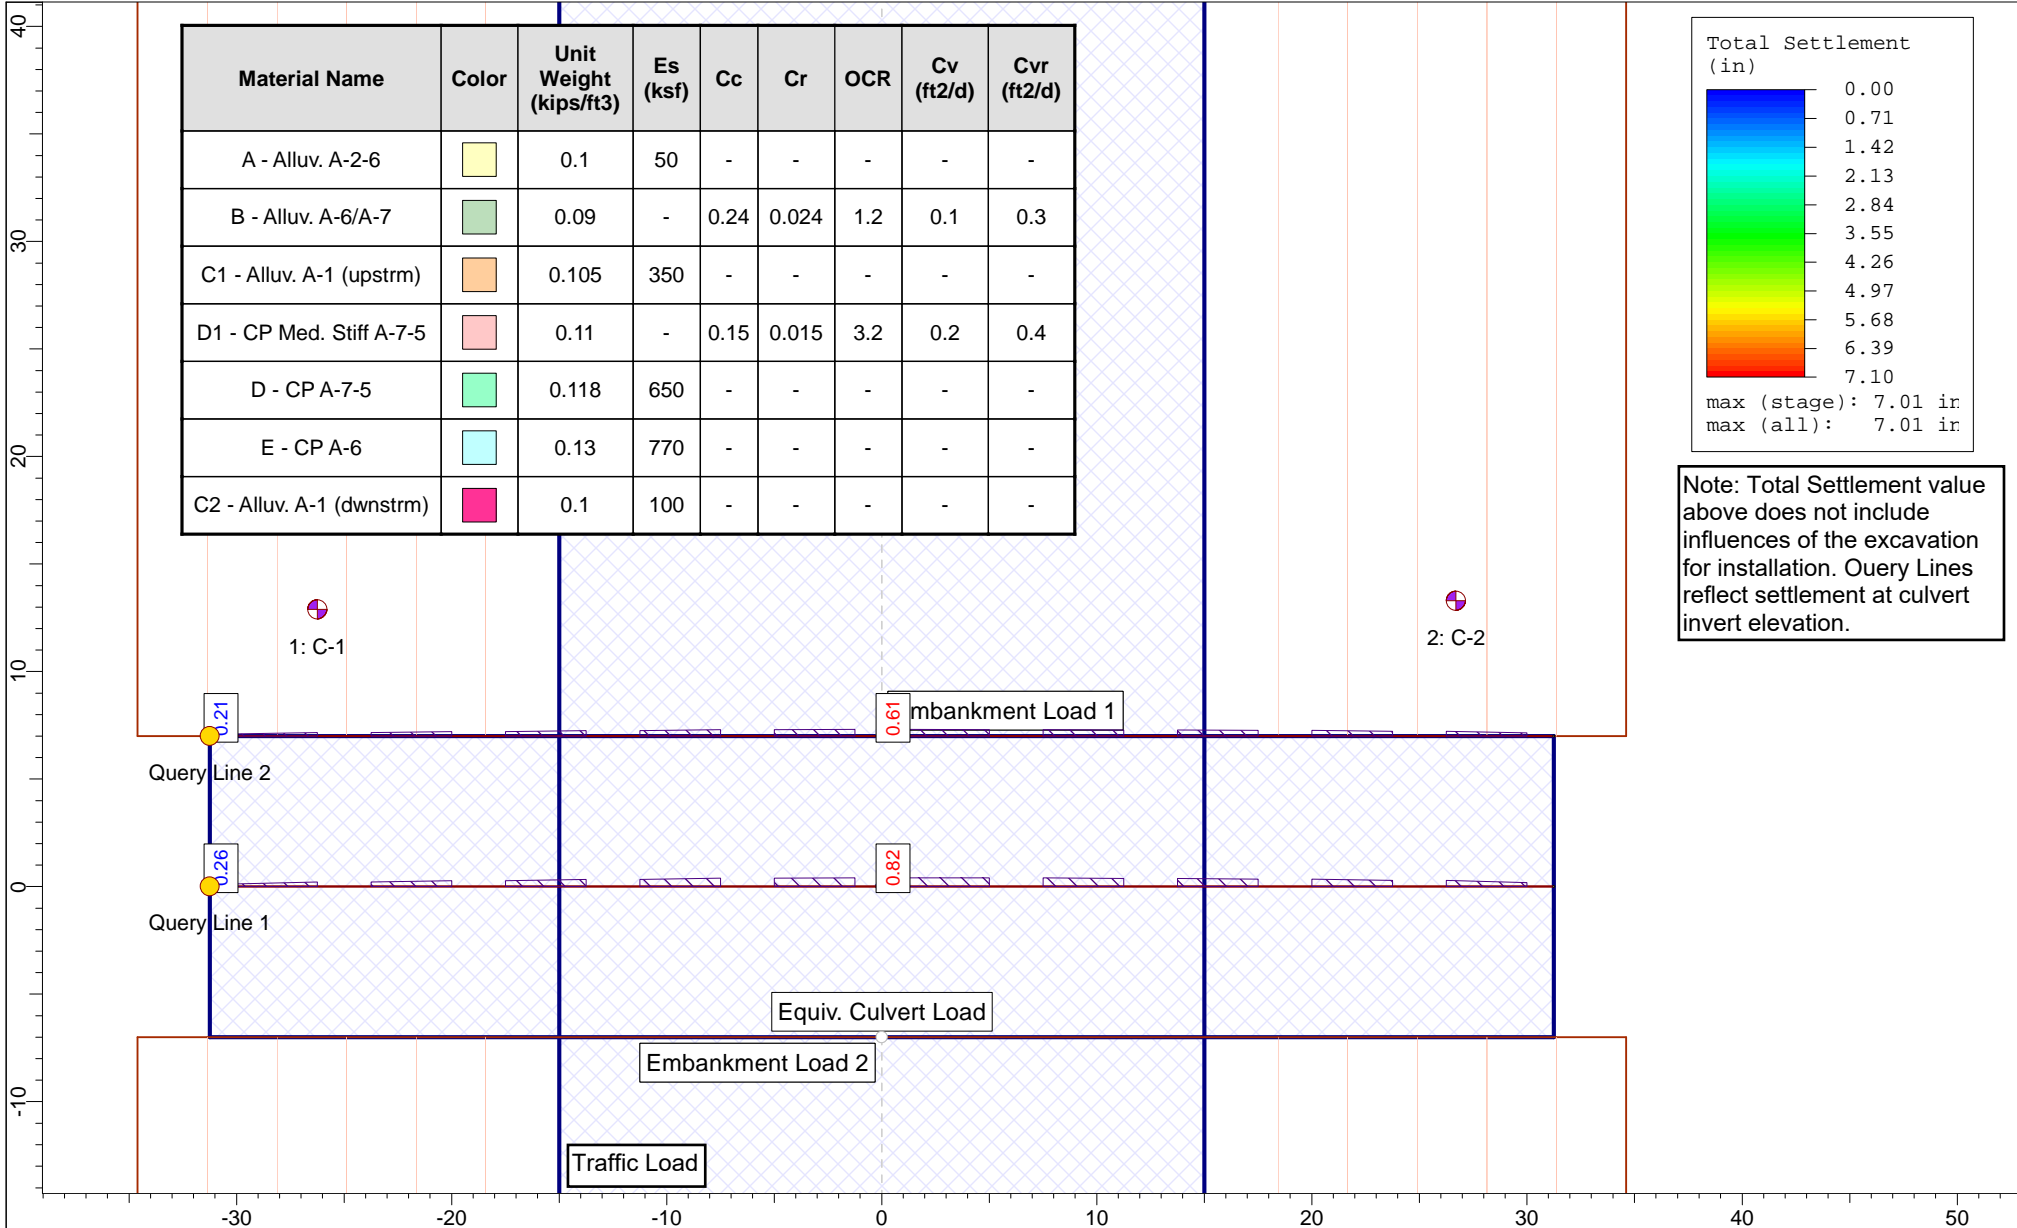 Material Name Color Unit Weight (kips/ft3) Es (ksf) Cc Cr OCR Cv (ft2/d) Cvr (ft2/d)
A - Alluv. A-2-6 0.1 50 - - - - -
B - Alluv. A-6/A-7 0.09 - 0.24 0.024 1.2 0.1 0.3
C1 - Alluv. A-1 (upstrm) 0.105 350 - - - - -
D1 - CP Med. Stiff A-7-5 0.11 - 0.15 0.015 3.2 0.2 0.4
D - CP A-7-5 0.118 650 - - - - -
E - CP A-6 0.13 770 - - - - -
C2 - Alluv. A-1 (dwnstrm) 0.1 100 - - - - -
Total Settlement
(in)
0.00
0.71
1.42
2.13
2.84
3.55
4.26
4.97
5.68
6.39
7.10
max (stage): 7.01 in
max (all): 7.01 in
Note: Total Settlement value
above does not include
influences of the excavation
for installation. Ouery Lines
reflect settlement at culvert
invert elevation.
1: C-1
2: C-2
0.21
0.61
mbankment Load 1
Query Line 2
0.26
0.82
Query Line 1
Equiv. Culvert Load
Embankment Load 2
Traffic Load
40
30
20
10
0
-10
-30 -20 -10 0 10 20 30 40 50